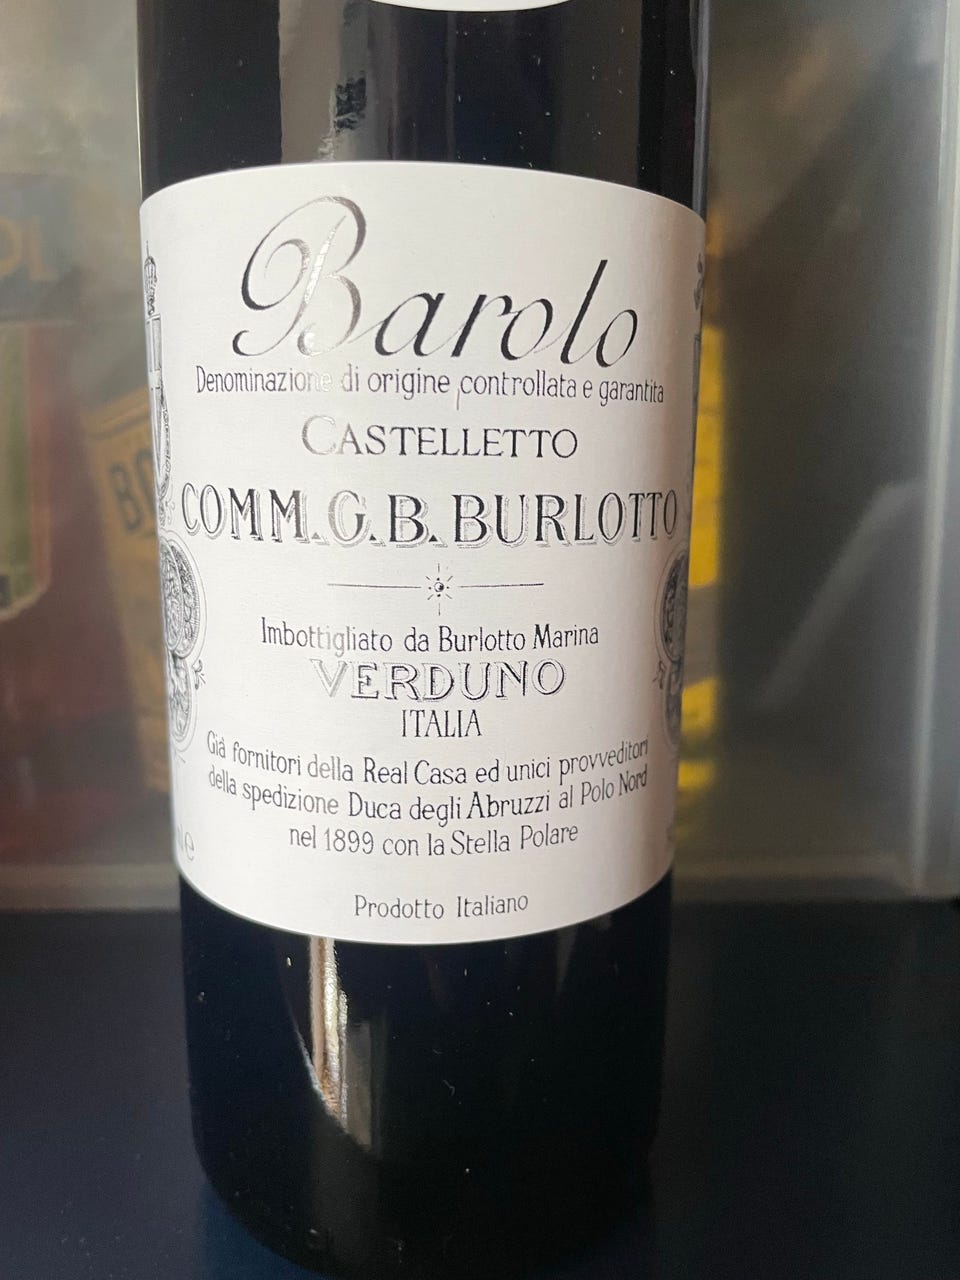 Barolo
Denominazione di origine controllata e garantita
CASTELLETTO
COMM. G.B. BURLOTTO
Imbottigliato da Burlotto Marina
VERDUNO
ITALIA
Già fornitori della Real Casa ed unici provveditori
della spedizione Duca degli Abruzzi al Polo Nord
nel 1899 con la Stella Polare
Prodotto Italiano